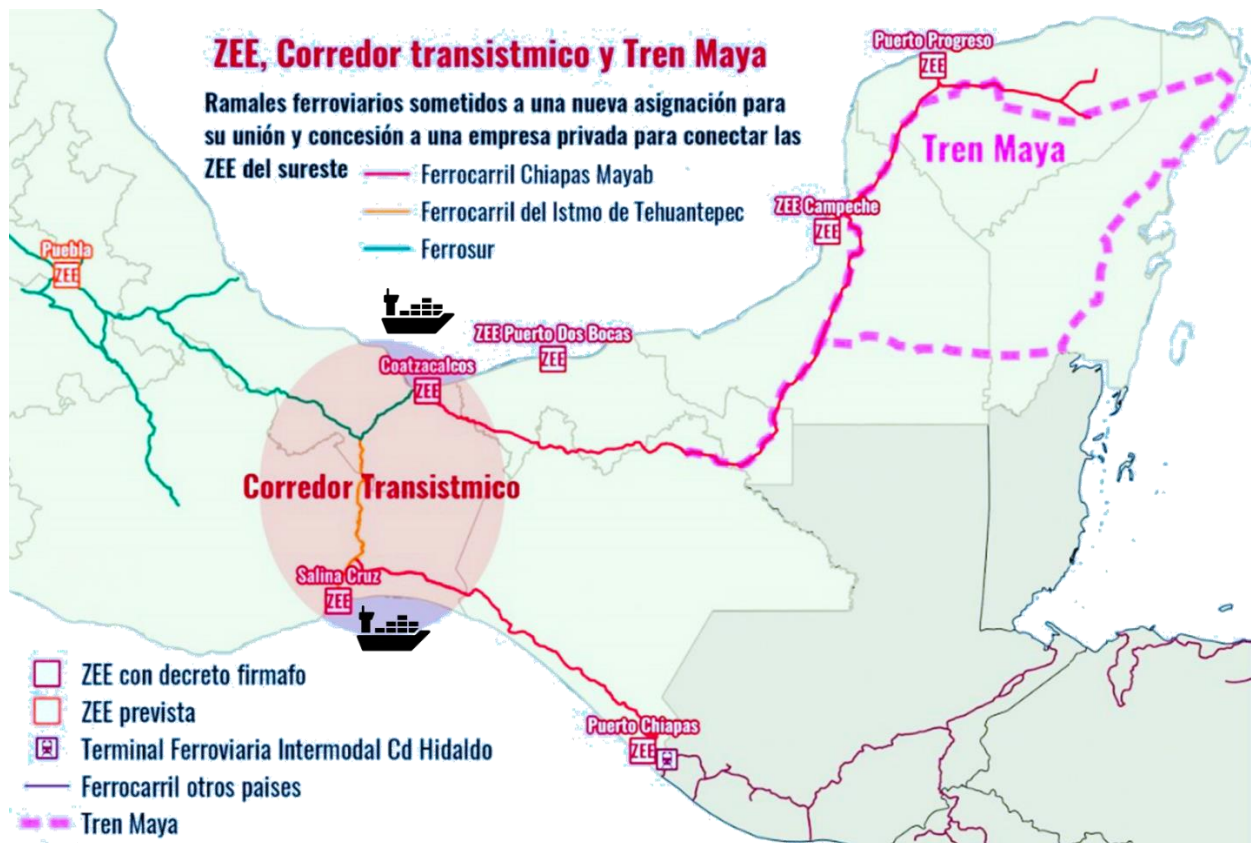 ZEE, Corredor transistmico y Tren Maya
Ramales ferroviarios sometidos a una nueva asignación para
su unión y concesión a una empresa privada para conectar las
ZEE del sureste
Ferrocarril Chiapas Mayab
Ferrocarril del Istmo de Tehuantepec
Ferrosur
Puerto Progreso
ZEE
Tren Maya
ZEE Campeche
ZEE
Puebla
ZEE
ZEE Puerto Dos Bocas
ZEE
Coatzacalcos
ZEE
Corredor Transistmico
Salina Cruz
ZEE
Puerto Chiapas
ZEE
ZEE con decreto firmafo
ZEE prevista
Terminal Ferroviaria Intermodal Cd Hidaldo
Ferrocarril otros paises
Tren Maya